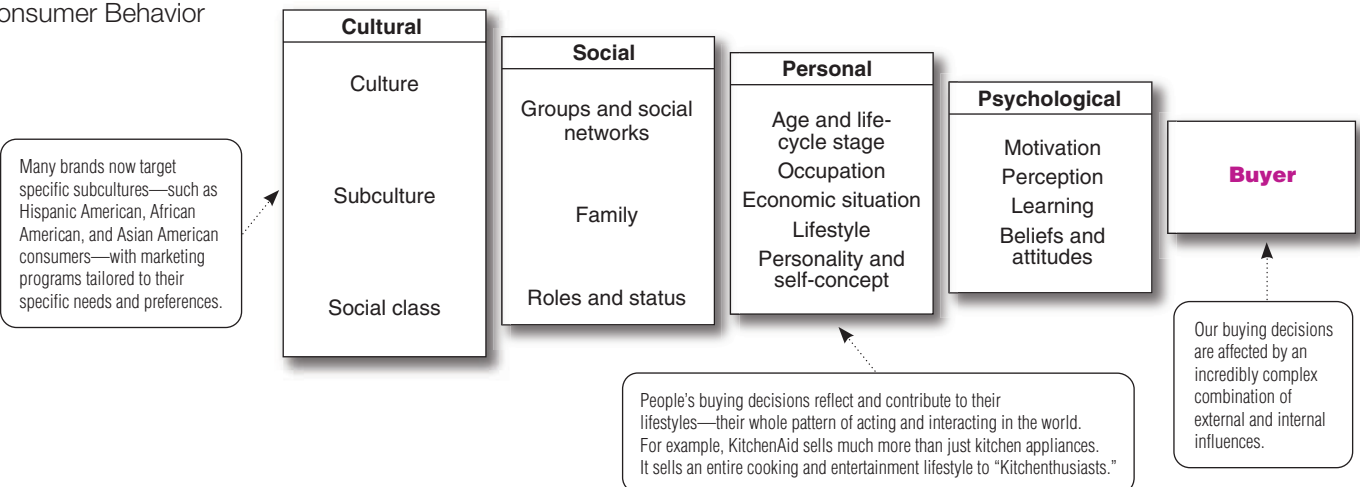 onsumer Behavior
Cultural
Culture
Subculture
Social class
Social
Groups and social
networks
Family
Roles and status
Personal
Age and life-
cycle stage
Occupation
Economic situation
Lifestyle
Personality and
self-concept
Psychological
Motivation
Perception
Learning
Beliefs and
attitudes
Buyer
Many brands now target
specific subcultures—such as
Hispanic American, African
American, and Asian American
consumers—with marketing
programs tailored to their
specific needs and preferences.
People's buying decisions reflect and contribute to their
lifestyles—their whole pattern of acting and interacting in the world.
For example, KitchenAid sells much more than just kitchen appliances.
It sells an entire cooking and entertainment lifestyle to “Kitchenthusiasts.”
Our buying decisions
are affected by an
incredibly complex
combination of
external and internal
influences.